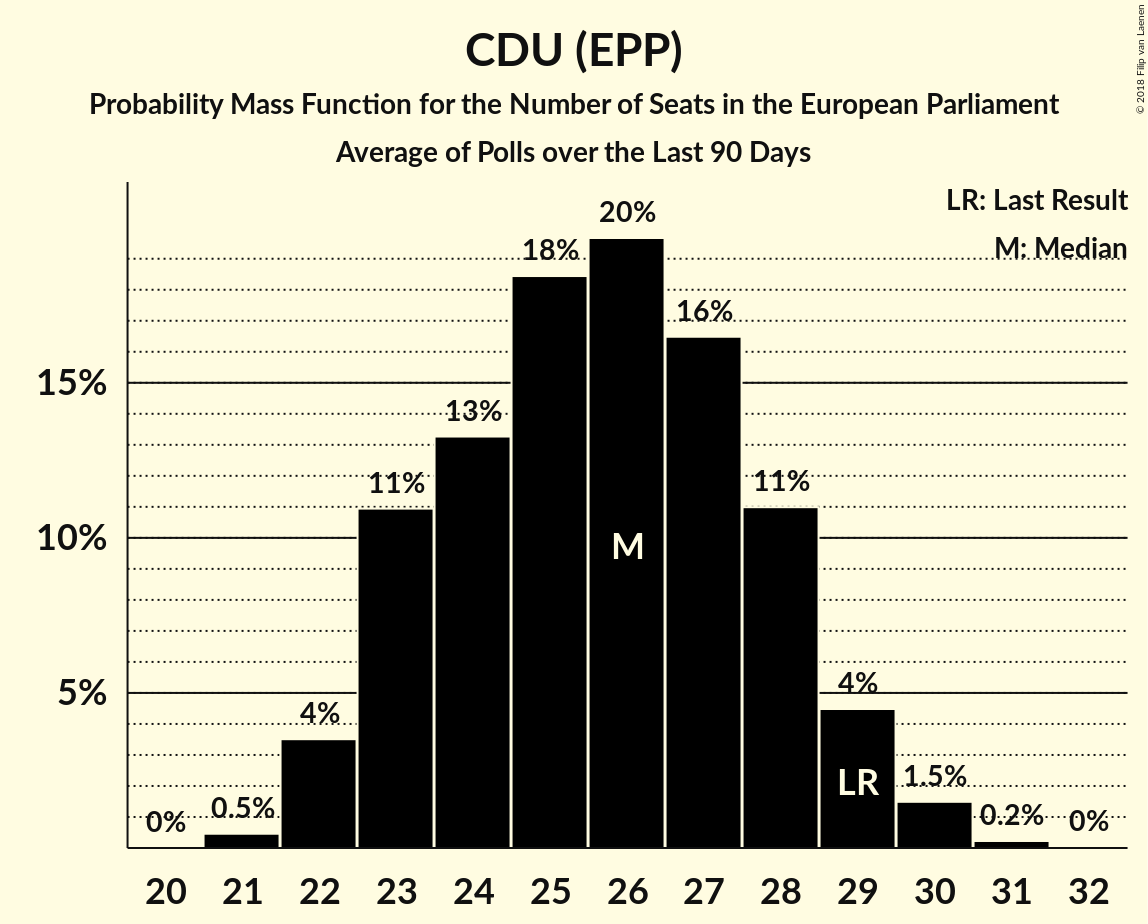 CDU (EPP)
Probability Mass Function for the Number of Seats in the European Parliament
Average of Polls over the Last 90 Days
© 2018 Filip van Laenen
LR: Last Result
M: Median
15%
10%
5%
0%
0.5%
4%
11%
13%
18%
20%
16%
11%
4%
1.5%
0.2%
0%
M
LR
20 21 22 23 24 25 26 27 28 29 30 31 32